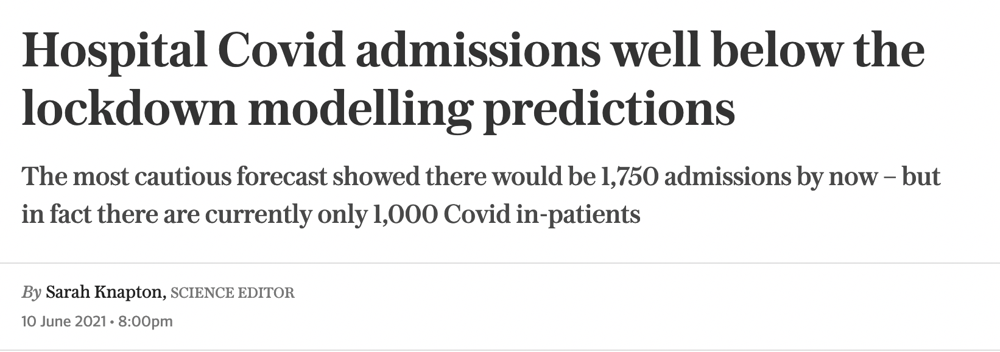 Hospital Covid admissions well below the
lockdown modelling predictions
The most cautious forecast showed there would be 1,750 admissions by now – but
in fact there are currently only 1,000 Covid in-patients
By Sarah Knapton, SCIENCE EDITOR
10 June 2021 • 8:00pm